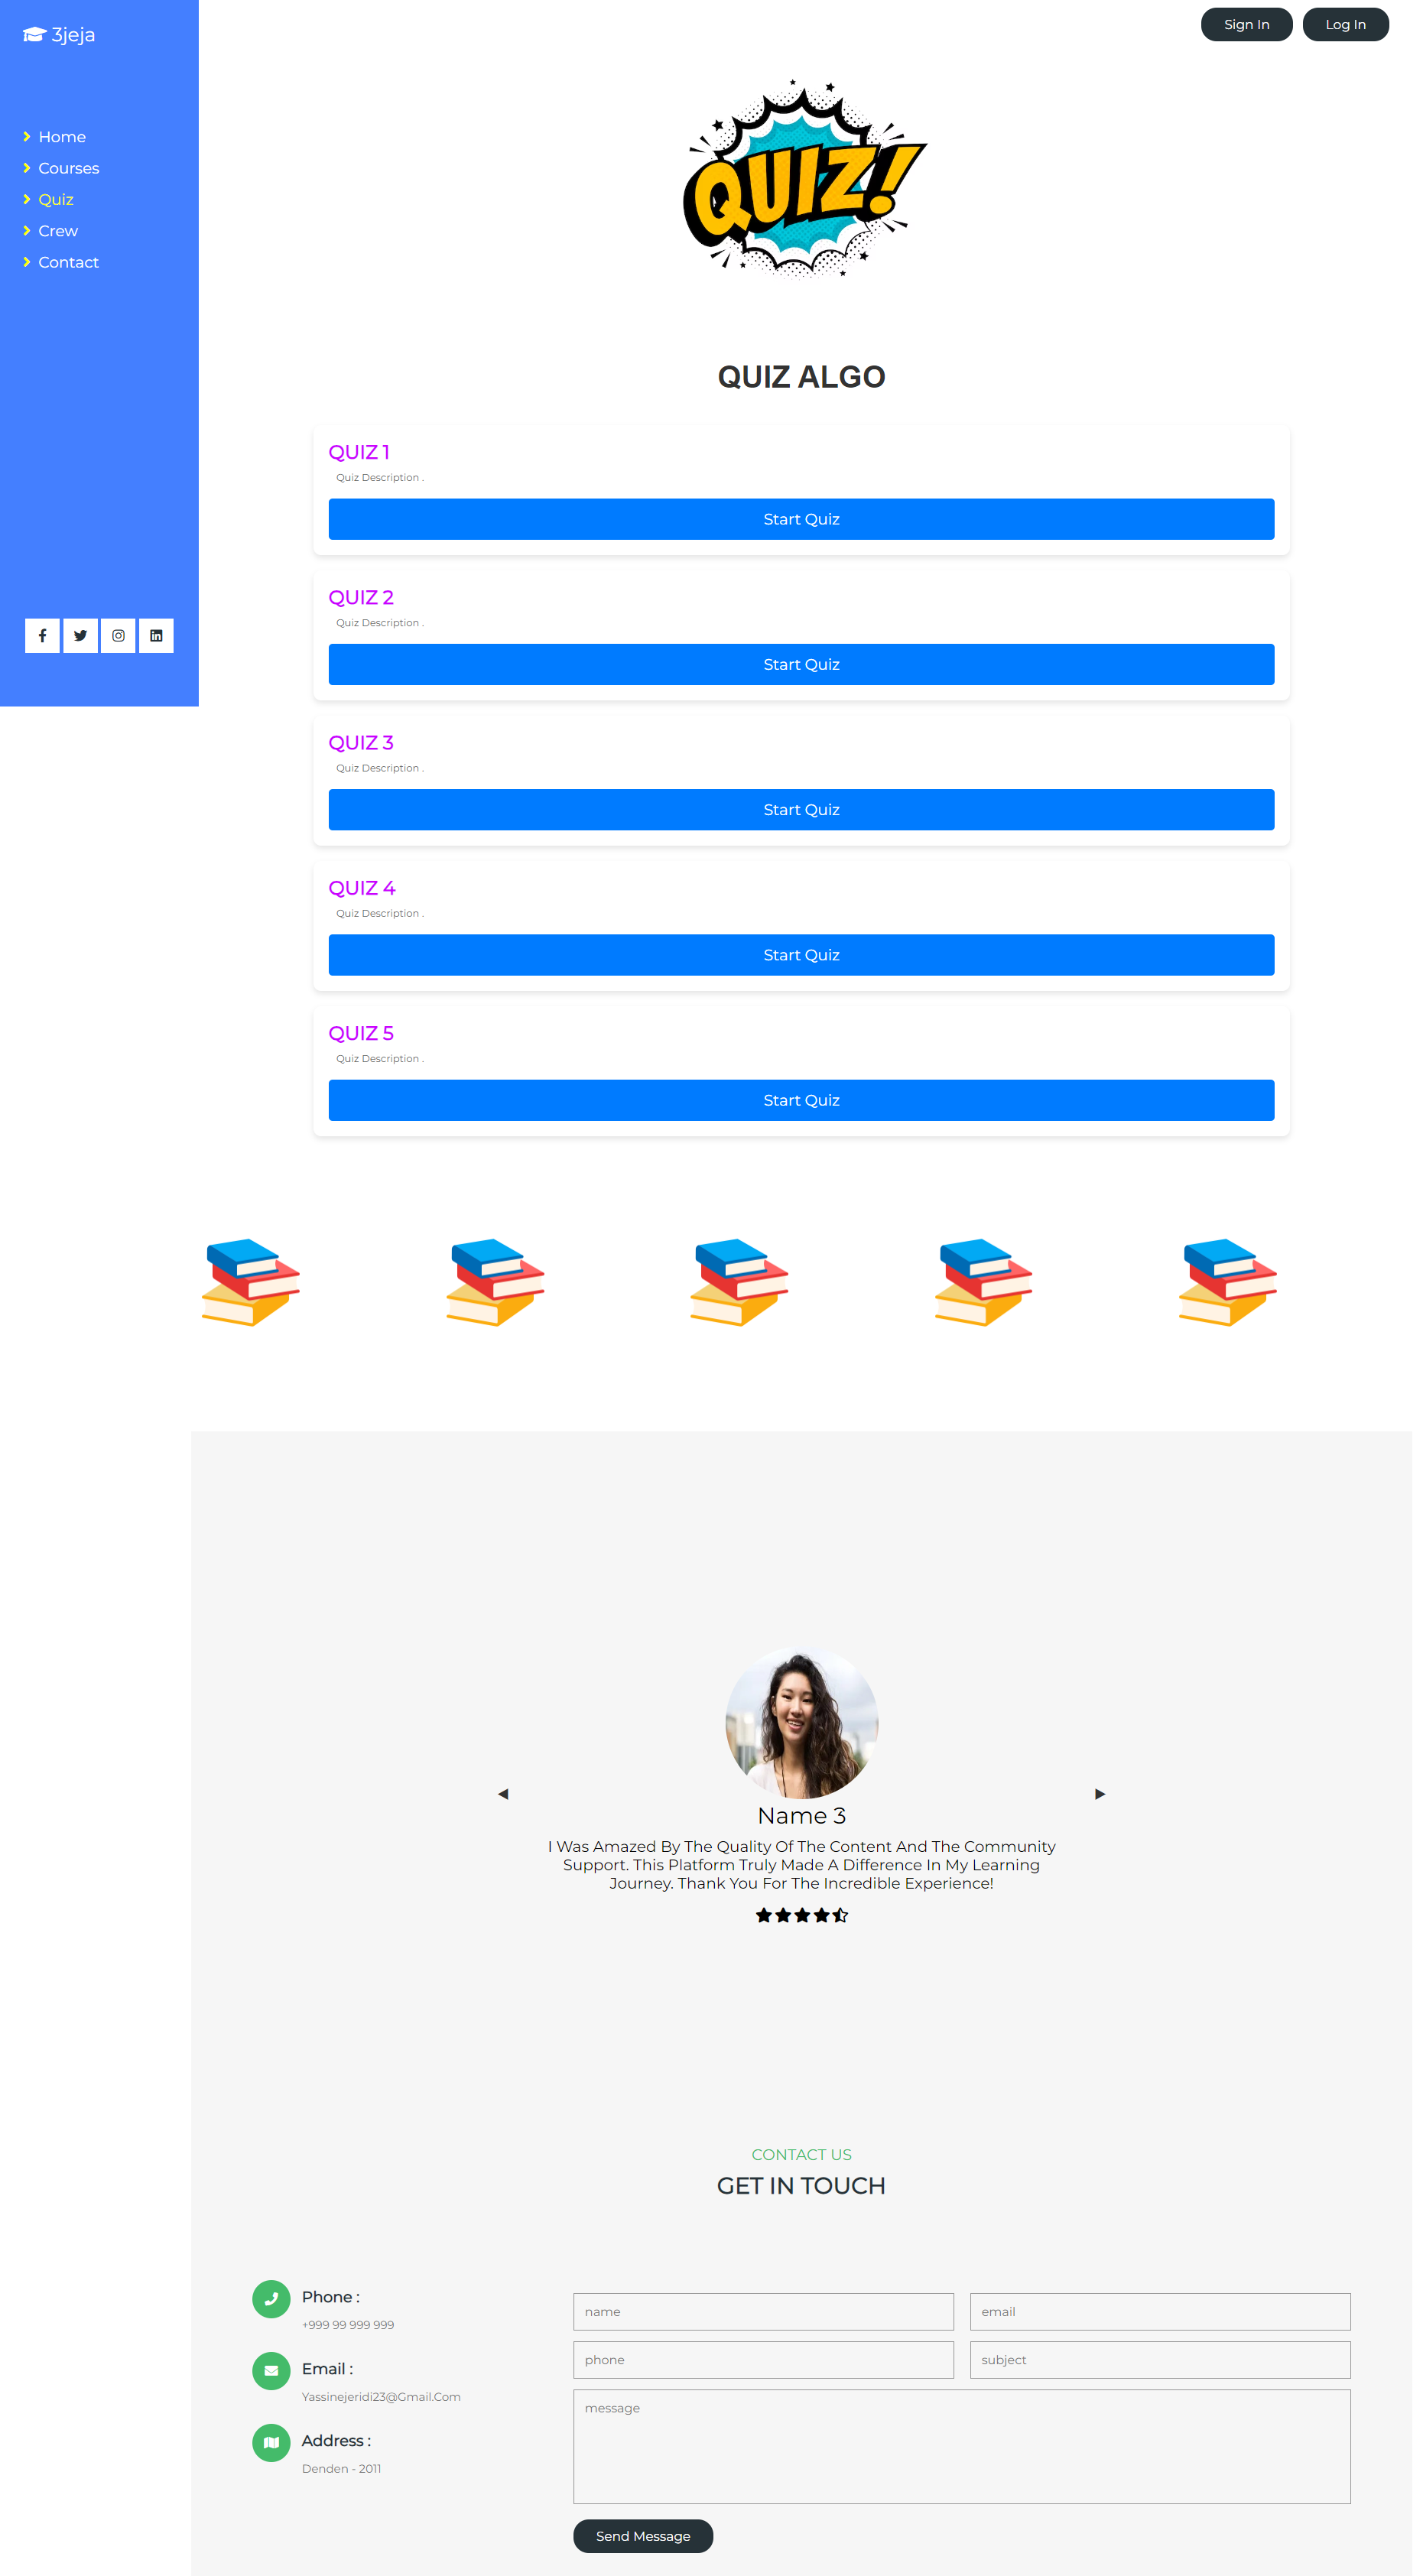 3jeja
Sign In
Log In
Home
Courses
Quiz
Crew
Contact
QUIZ!
QUIZ ALGO
QUIZ 1
Quiz Description .
Start Quiz
QUIZ 2
Quiz Description .
Start Quiz
QUIZ 3
Quiz Description .
Start Quiz
QUIZ 4
Quiz Description .
Start Quiz
QUIZ 5
Quiz Description .
Start Quiz
Name 3
I Was Amazed By The Quality Of The Content And The Community
Support. This Platform Truly Made A Difference In My Learning
Journey. Thank You For The Incredible Experience!
CONTACT US
GET IN TOUCH
Phone :
+999 99 999 999
Email :
Yassinejeridi23@Gmail.Com
Address :
Denden - 2011
name
email
phone
subject
message
Send Message